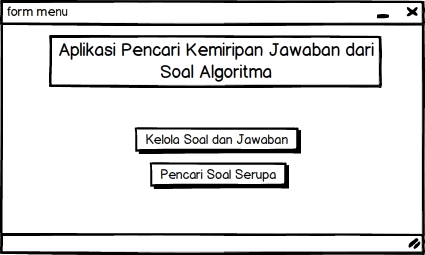 form menu
Aplikasi Pencari Kemiripan Jawaban dari
Soal Algoritma
Kelola Soal dan Jawaban
Pencari Soal Serupa